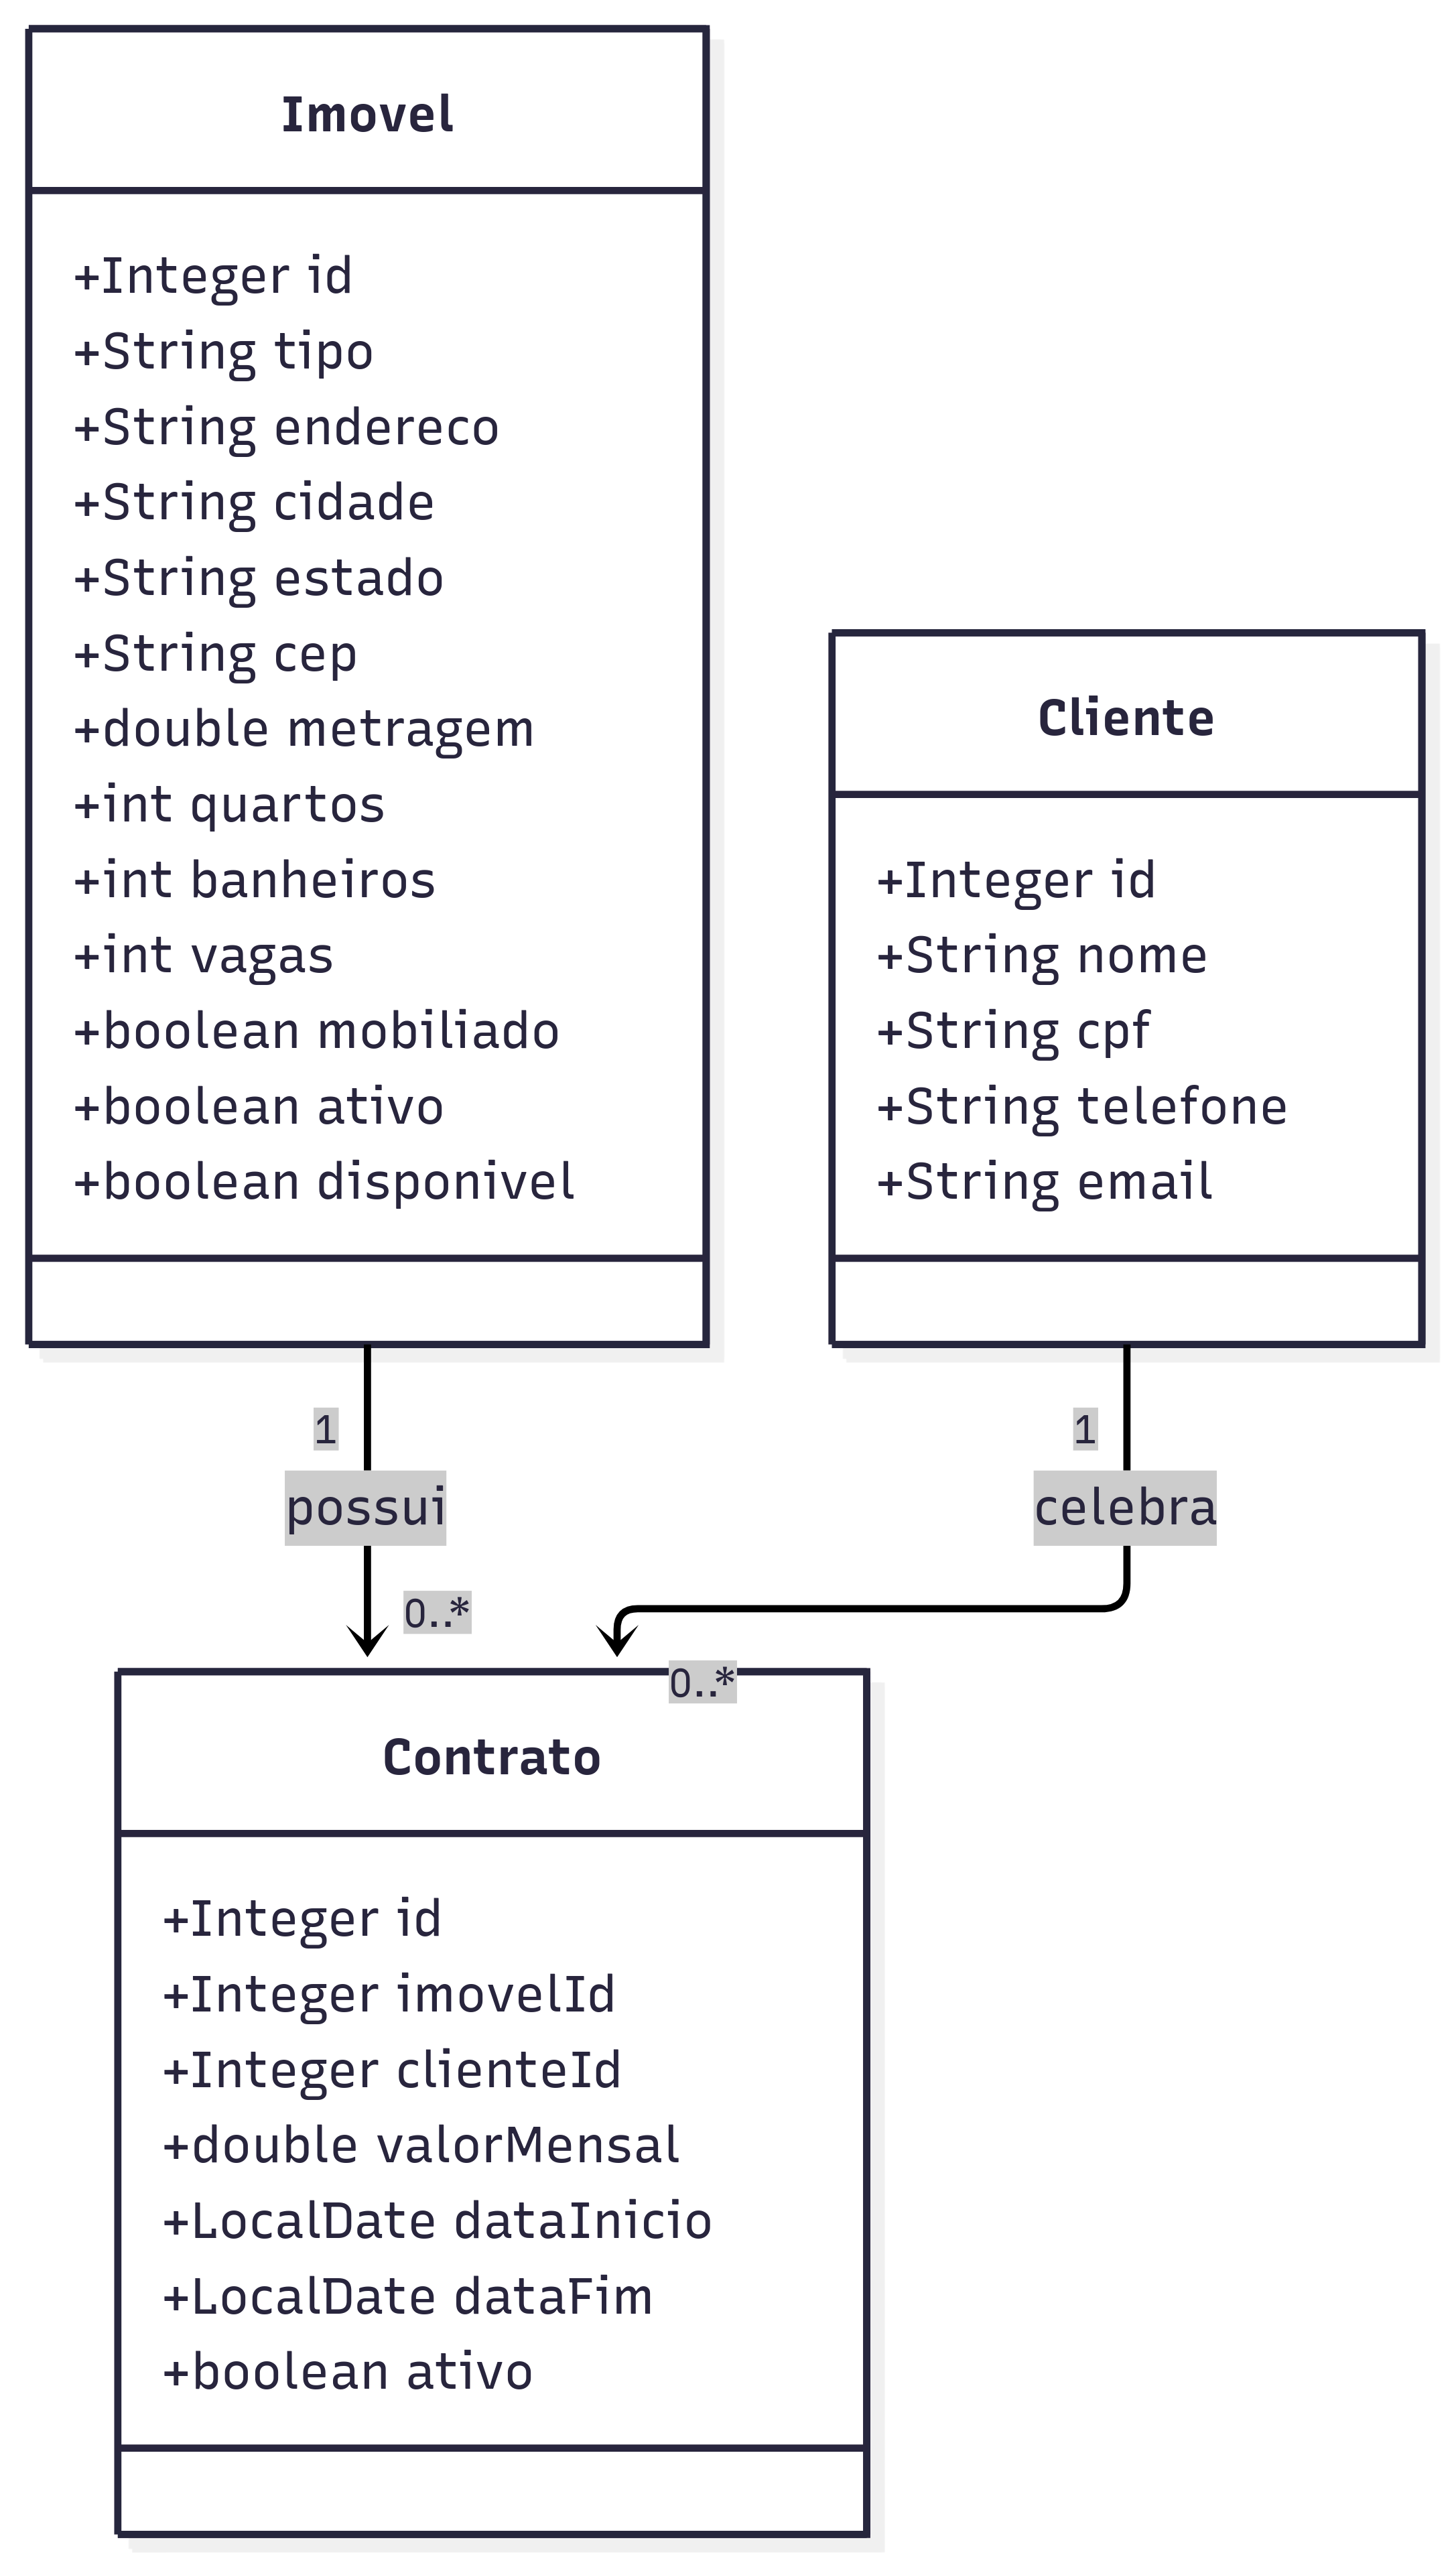 Imovel
+Integer id
+String tipo
+String endereco
+String cidade
+String estado
+String cep
+double metragem
+int quartos
+int banheiros
+int vagas
+boolean mobiliado
+boolean ativo
+boolean disponivel
Cliente
+Integer id
+String nome
+String cpf
+String telefone
+String email
1
possui
0..*
1
celebra
0..*
Contrato
+Integer id
+Integer imovelId
+Integer clienteId
+double valorMensal
+LocalDate dataInicio
+LocalDate dataFim
+boolean ativo